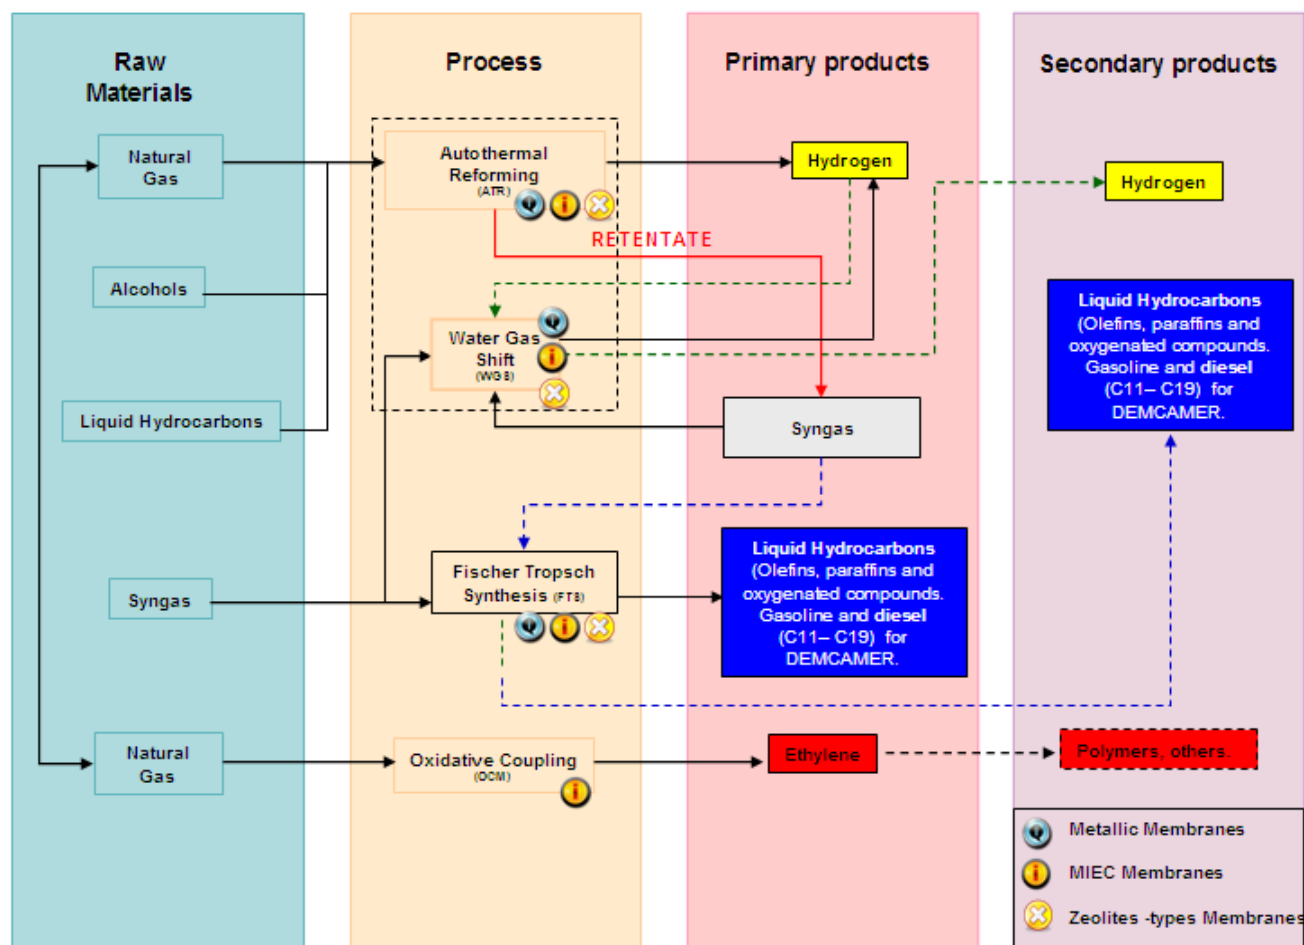 Raw
Materials
Process
Primary products
Secondary products
Natural
Gas
Autothermal
Reforming
(ATR)
Hydrogen
Hydrogen
RETENTATE
Alcohols
Water Gas
Shift
(WGS)
Liquid Hydrocarbons
(Olefins, paraffins and
oxygenated compounds.
Gasoline and diesel
(C11– C19) for
DEMCAMER.
Liquid Hydrocarbons
Syngas
Syngas
Fischer Tropsch
Synthesis (FTS)
Liquid Hydrocarbons
(Olefins, paraffins and
oxygenated compounds.
Gasoline and diesel
(C11– C19) for
DEMCAMER.
Natural
Gas
Oxidative Coupling
(OCM)
Ethylene
Polymers, others.
Metallic Membranes
MIEC Membranes
Zeolites -types Membranes